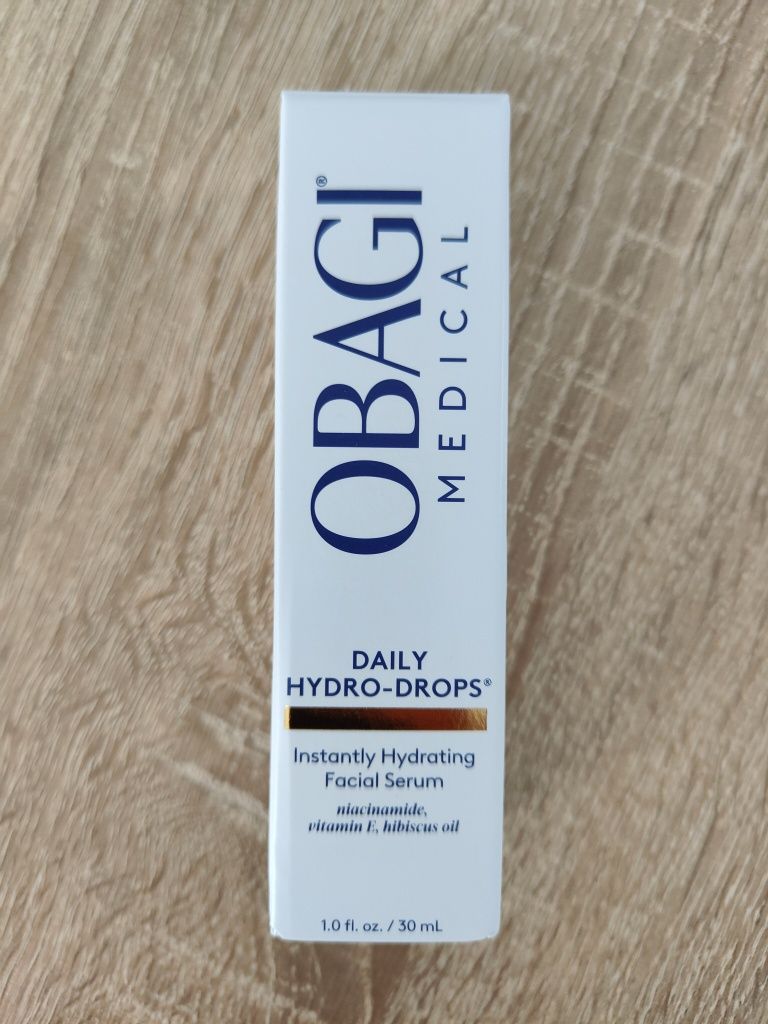 OBAGI®
MEDICAL
DAILY
HYDRO-DROPS®
Instantly Hydrating
Facial Serum
niacinamide,
vitamin E, hibiscus oil
1.0 fl. oz. / 30 mL